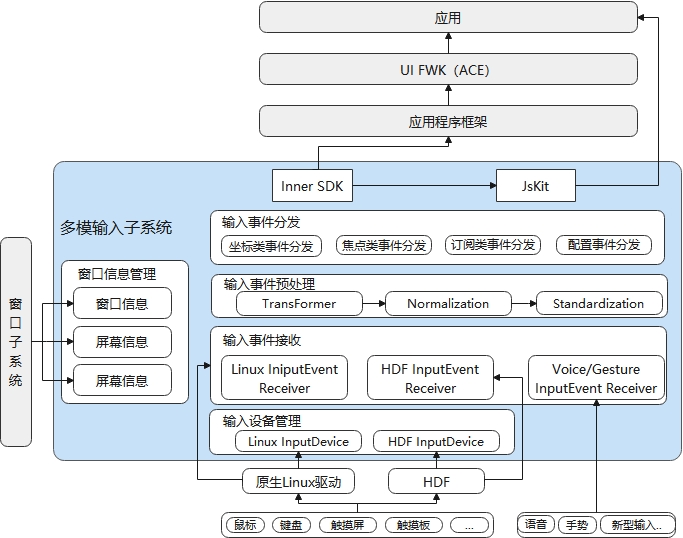 应用
UI FWK（ACE）
应用程序框架
Inner SDK
JsKit
多模输入子系统
输入事件分发
坐标类事件分发
焦点类事件分发
订阅类事件分发
配置事件分发
窗口子系统
窗口信息管理
窗口信息
屏幕信息
屏幕信息
输入事件预处理
TransFormer
Normalization
Standardization
输入事件接收
Linux IniputEvent
Receiver
HDF InputEvent
Receiver
Voice/Gesture
InputEvent Receiver
输入设备管理
Linux InputDevice
HDF InputDevice
原生Linux驱动
HDF
鼠标
键盘
触摸屏
触摸板
...
语音
手势
新型输入..